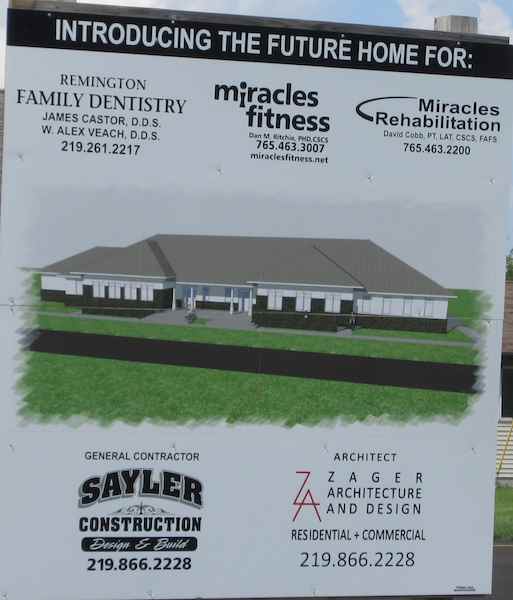 INTRODUCING THE FUTURE HOME FOR:
REMINGTON
FAMILY DENTISTRY
JAMES CASTOR, D.D.S.
W. ALEX VEACH, D.D.S.
219.261.2217
miracles
fitness
Dan M. Ritchie, PHD,CSCS
765.463.3007
miraclesfitness.net
Miracles
Rehabilitation
David Cobb, PT, LAT, CSCS, FAFS
765.463.2200
GENERAL CONTRACTOR
SAYLER
CONSTRUCTION
Design & Build
219.866.2228
ARCHITECT
ZA
ZAGER
ARCHITECTURE
AND DESIGN
RESIDENTIAL + COMMERCIAL
219.866.2228